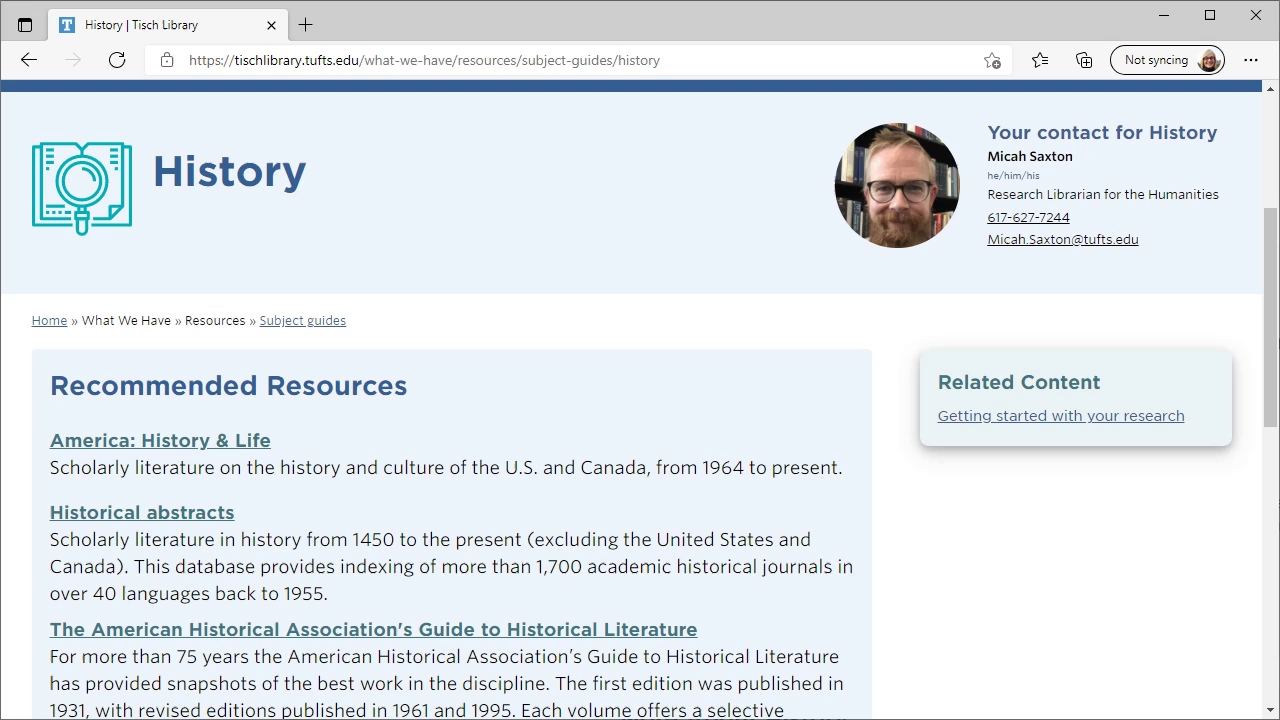 History | Tisch Library
https://tischlibrary.tufts.edu/what-we-have/resources/subject-guides/history
Not syncing
History
Your contact for History
Micah Saxton
he/him/his
Research Librarian for the Humanities
617-627-7244
Micah.Saxton@tufts.edu
Home » What We Have » Resources » Subject guides
Recommended Resources
America: History & Life
Scholarly literature on the history and culture of the U.S. and Canada, from 1964 to present.
Historical abstracts
Scholarly literature in history from 1450 to the present (excluding the United States and
Canada). This database provides indexing of more than 1,700 academic historical journals in
over 40 languages back to 1955.
The American Historical Association's Guide to Historical Literature
For more than 75 years the American Historical Association’s Guide to Historical Literature
has provided snapshots of the best work in the discipline. The first edition was published in
1931, with revised editions published in 1961 and 1995. Each volume offers a selective
Related Content
Getting started with your research